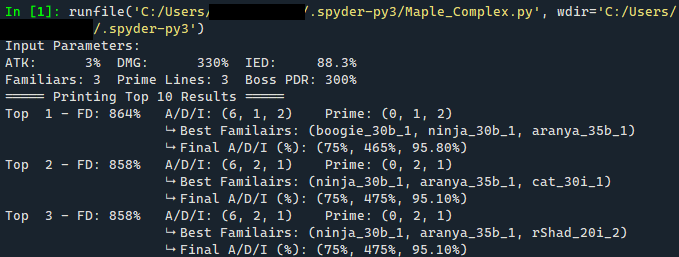 In [1]: runfile('C:/Users/ /.spyder-py3/Maple_Complex.py', wdir='C:/Users/
/.spyder-py3')
Input Parameters:
ATK: 3% DMG: 330% IED: 88.3%
Familiars: 3 Prime Lines: 3 Boss PDR: 300%
===== Printing Top 10 Results =====
Top 1 - FD: 864% A/D/I: (6, 1, 2) Prime: (0, 1, 2)
↳ Best Familairs: (boogie_30b_1, ninja_30b_1, aranya_35b_1)
↳ Final A/D/I (%): (75%, 465%, 95.80%)
Top 2 - FD: 858% A/D/I: (6, 2, 1) Prime: (0, 2, 1)
↳ Best Familairs: (ninja_30b_1, aranya_35b_1, cat_30i_1)
↳ Final A/D/I (%): (75%, 475%, 95.10%)
Top 3 - FD: 858% A/D/I: (6, 2, 1) Prime: (0, 2, 1)
↳ Best Familairs: (ninja_30b_1, aranya_35b_1, rShad_20i_2)
↳ Final A/D/I (%): (75%, 475%, 95.10%)